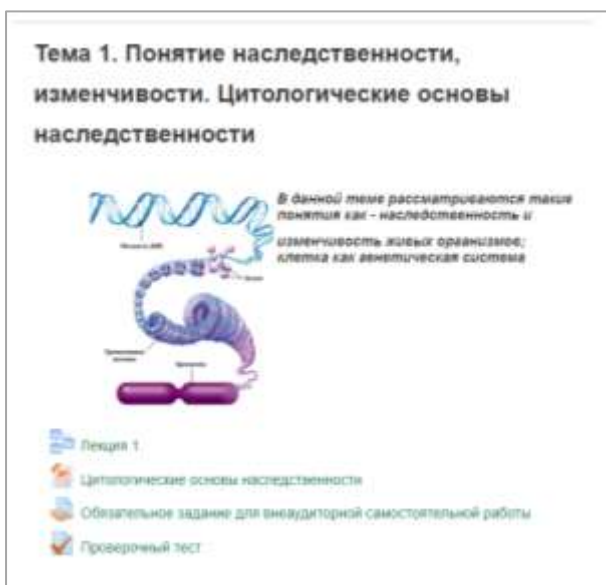 Тема 1. Понятие наследственности,
изменчивости. Цитологические основы
наследственности
В данной теме рассматриваются такие
понятия как - наследственность и
изменчивость живых организмов;
клетка как генетическая система
Лекция 1
Цитологические основы наследственности
Обязательное задание для внеаудиторной самостоятельной работы
Проверочный тест